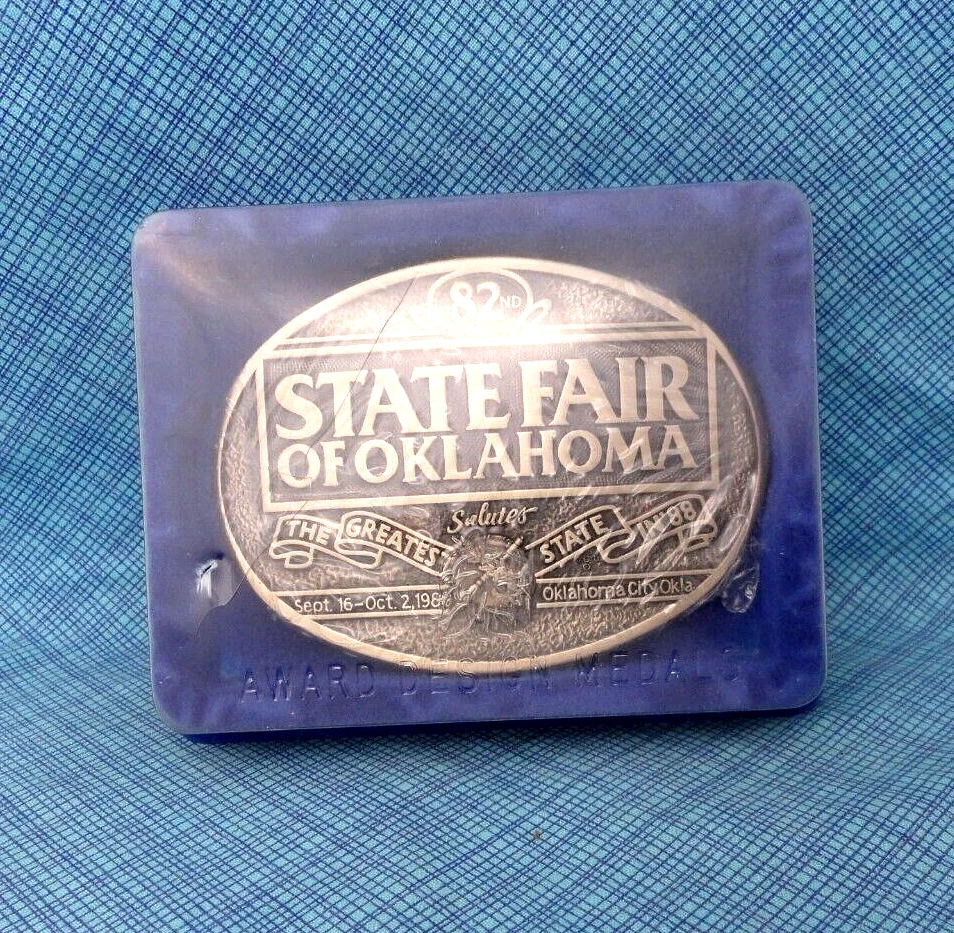 82ND
STATE FAIR
OF OKLAHOMA
Salutes
THE GREATEST STATE IN '88
Sept. 16-Oct. 2, 198 Oklahoma City, Okla.
AWARD DESIGN MEDALS